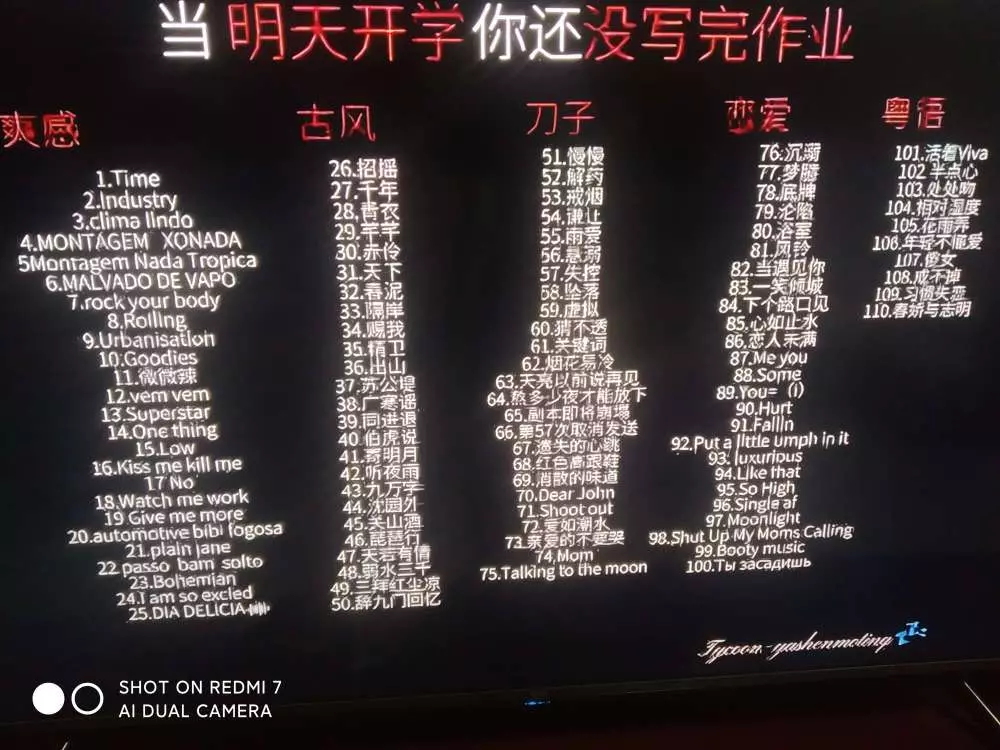 当明天开学你还没写完作业
爽感
1.Time
2.Industry
3.clima lindo
4.MONTAGEM XONADA
5Montagem Nada Tropica
6.MALVADO DE VAPO
7.rock your body
8.Rolling
9.Urbanisation
10.Goodies
11.微微辣
12.vem vem
13.Superstar
14.One thing
15.Low
16.Kiss me kill me
17 No
18.Watch me work
19 Give me more
20.automotive bibi fogosa
21.plain jane
22.passo bam solto
23.Bohemian
24.I am so excied
25.DIA DELICIA
古风
26.招摇
27.千年
28.青衣
29.芊芊
30.赤伶
31.天下
32.春泥
33.隔岸
34.赐我
35.精卫
36.出山
37.苏公堤
38.广寒谣
39.同进退
40.伯虎说
41.寄明月
42.听夜雨
43.九万字
44.沈园外
45.关山酒
46.琵琶行
47.天若有情
48.弱水三千
49.三拜红尘凉
50.辞九门回忆
刀子
51.慢慢
52.解药
53.戒烟
54.谦让
55.雨爱
56.悬溺
57.失控
58.坠落
59.虚拟
60.猜不透
61.关键词
62.烟花易冷
63.天亮以前说再见
64.熬多少夜才能放下
65.副本即将崩塌
66.第57次取消发送
67.遗失的心跳
68.红色高跟鞋
69.消散的味道
70.Dear John
71.Shoot out
72.爱如潮水
73.亲爱的不要哭
74,Mom
75.Talking to the moon
恋爱
76.沉溺
77.梦腾
78.底牌
79.沦陷
80.浴室
81.风铃
82.当遇见你
83.一笑倾城
84.下个路口见
85.心如止水
86.恋人未满
87.Me you
88.Some
89.You=（i）
90.Hurt
91.Fallin
92.Put a little umph in it
93.luxurious
94.Like that
95.So High
96.Single af
97.Moonlight
98.Shut Up My Moms Calling
99.Booty music
100.Ты засадишь
粤语
101.活着Viva
102 半点心
103.处处吻
104.相对湿度
105.花雨弄
106.年轻不能爱
107.侄女
108.戒不掉
109.习惯失恋
110.春娇与志明
Tycoon-yashenmoting
SHOT ON REDMI 7
AI DUAL CAMERA